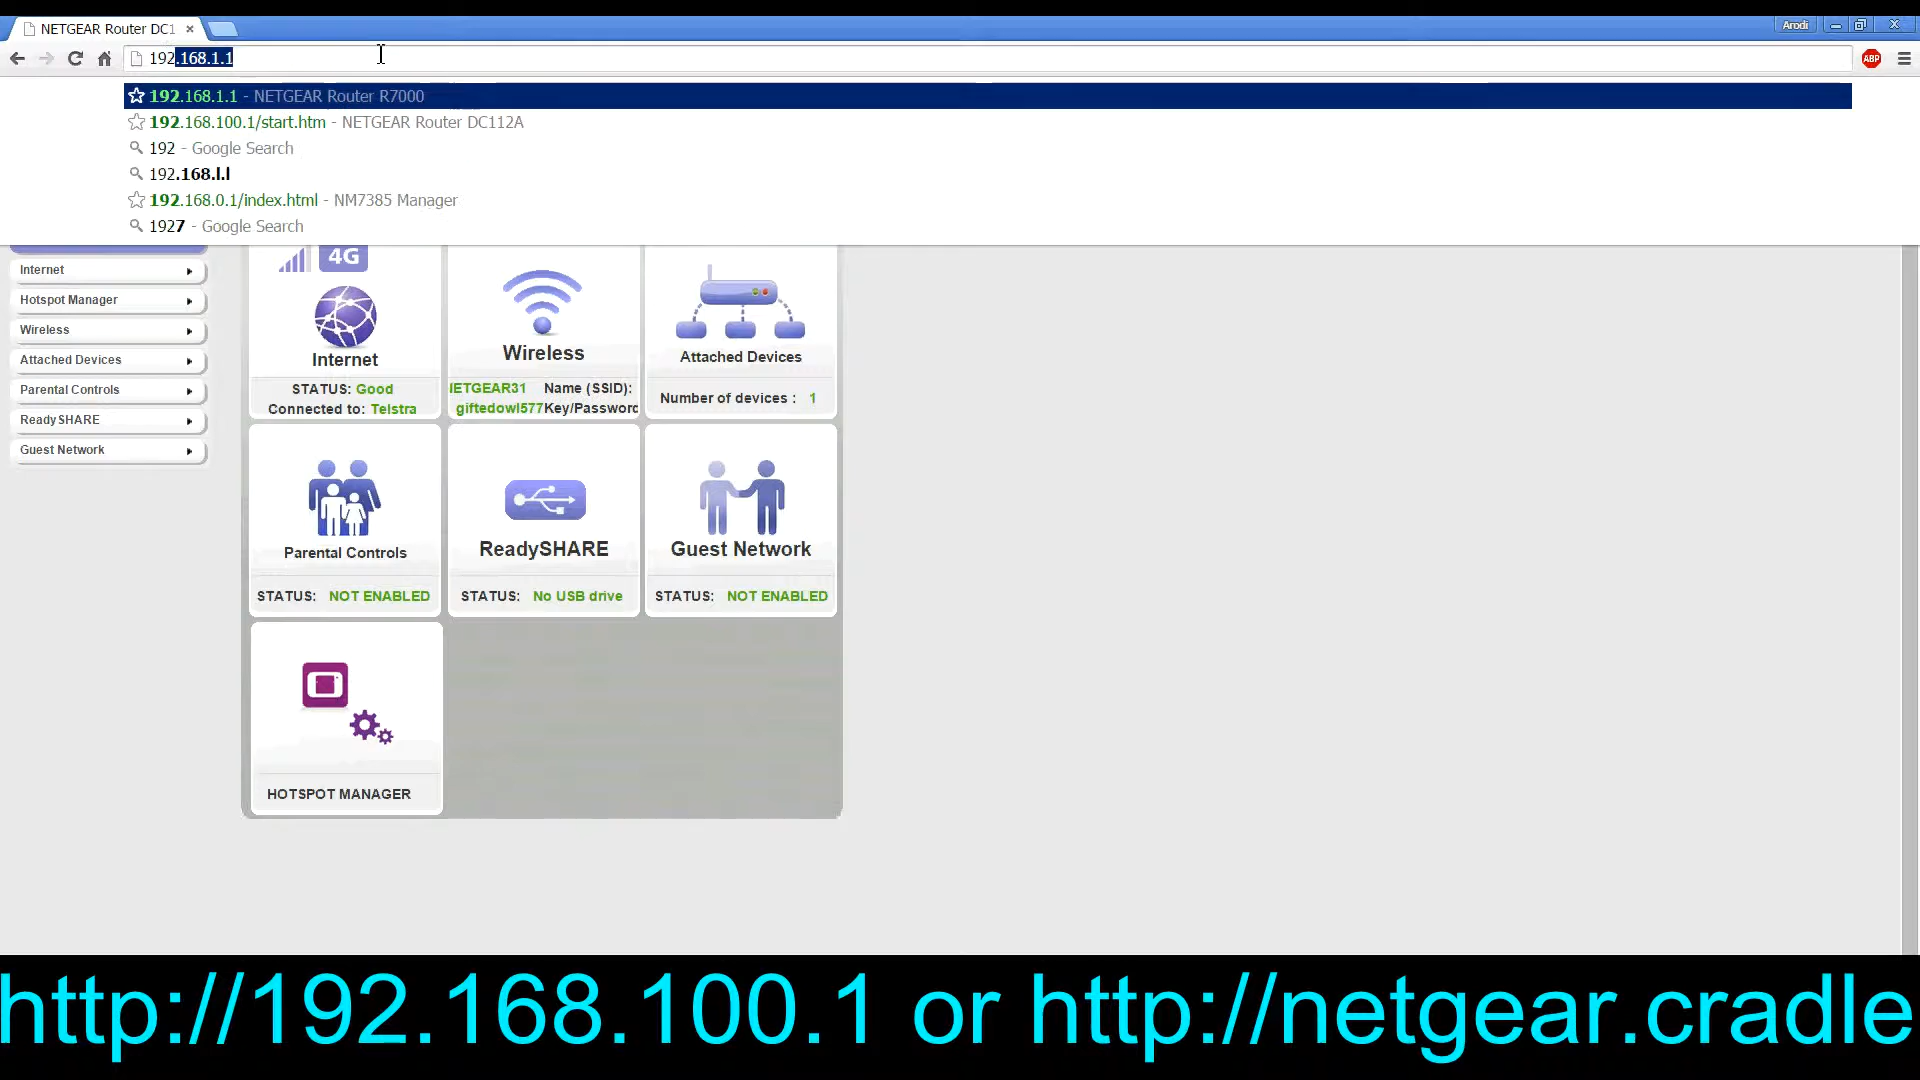 NETGEAR Router DC1
Arodi
192.168.1.1
ABP
192.168.1.1 - NETGEAR Router R7000
192.168.100.1/start.htm - NETGEAR Router DC112A
192 - Google Search
192.168.l.l
192.168.0.1/index.html - NM7385 Manager
1927 - Google Search
Internet
Hotspot Manager
Wireless
Attached Devices
Parental Controls
ReadySHARE
Guest Network
4G
Internet
STATUS: Good
Connected to: Telstra
Wireless
IETGEAR31 Name (SSID):
giftedowl577Key/Password
Attached Devices
Number of devices : 1
Parental Controls
STATUS: NOT ENABLED
ReadySHARE
STATUS: No USB drive
Guest Network
STATUS: NOT ENABLED
HOTSPOT MANAGER
http://192.168.100.1 or http://netgear.cradle